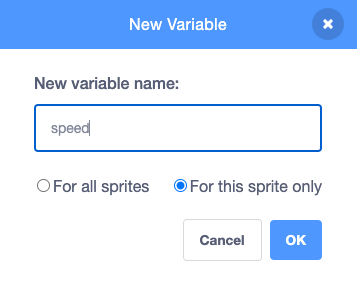 New Variable
New variable name:
speed
For all sprites For this sprite only
Cancel OK